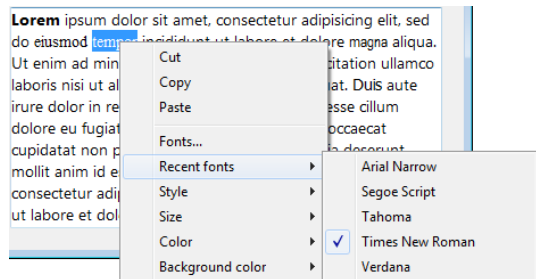 Lorem ipsum dolor sit amet, consectetur adipisicing elit, sed
do eiusmod tempor incididunt ut labore et dolore magna aliqua.
Ut enim ad min
citation ullamco
laboris nisi ut al
at. Duis aute
irure dolor in re
esse cillum
dolore eu fugiat
occaecat
cupidatat non p
deserunt
mollit anim id e
consectetur adip
ut labore et dol
Cut
Copy
Paste
Fonts...
Recent fonts
Style
Size
Color
Background color
Arial Narrow
Segoe Script
Tahoma
Times New Roman
Verdana